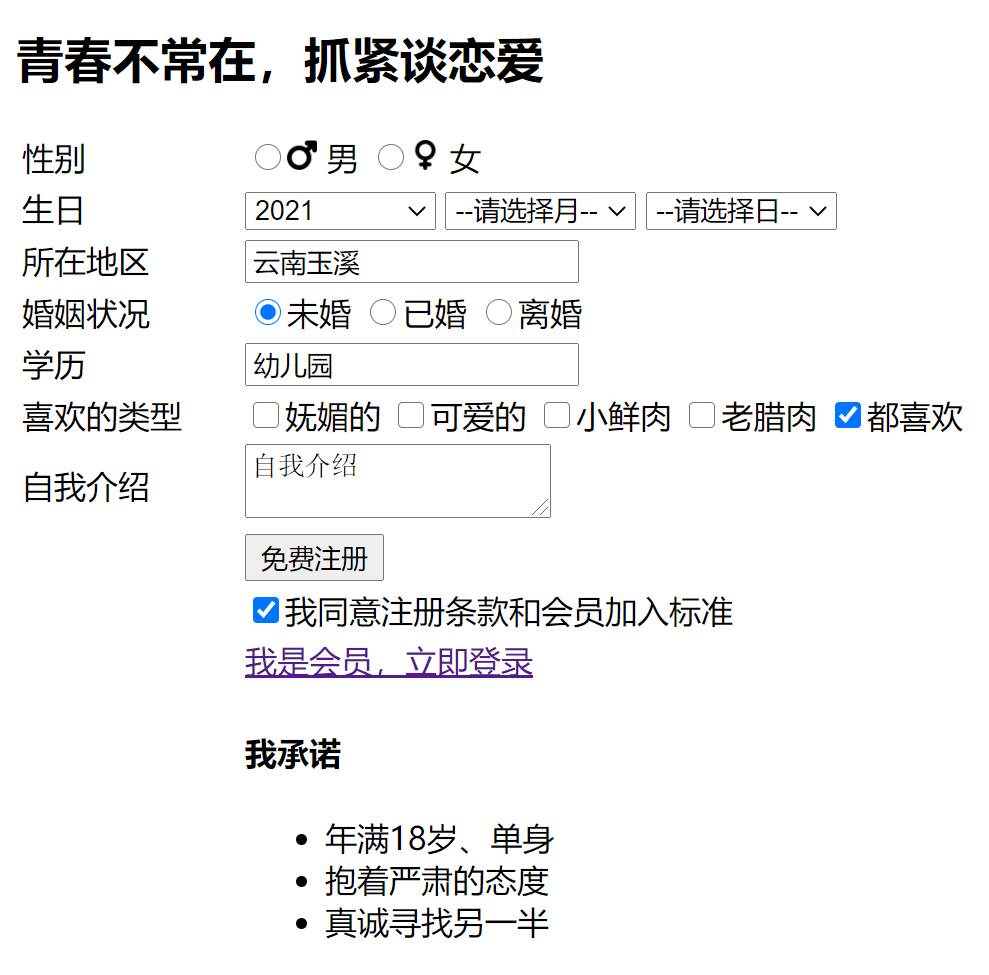 青春不常在，抓紧谈恋爱
性别 男 女
生日 2021 --请选择月-- --请选择日--
所在地区 云南玉溪
婚姻状况 未婚 已婚 离婚
学历 幼儿园
喜欢的类型 妩媚的 可爱的 小鲜肉 老腊肉 都喜欢
自我介绍 自我介绍
免费注册
我同意注册条款和会员加入标准
我是会员，立即登录
我承诺
年满18岁、单身
抱着严肃的态度
真诚寻找另一半